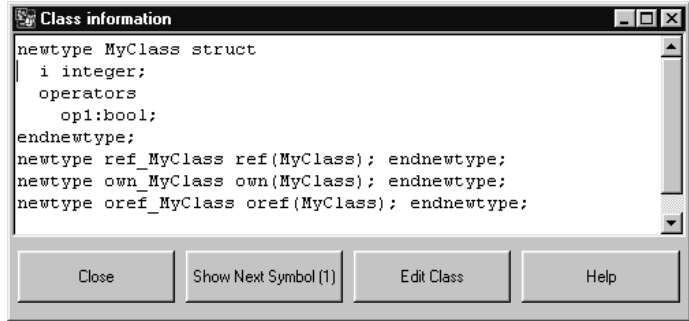 Class information
newtype MyClass struct
  i integer;
  operators
    op1:bool;
endnewtype;
newtype ref_MyClass ref(MyClass); endnewtype;
newtype own_MyClass own(MyClass); endnewtype;
newtype oref_MyClass oref(MyClass); endnewtype;
Close
Show Next Symbol (1)
Edit Class
Help